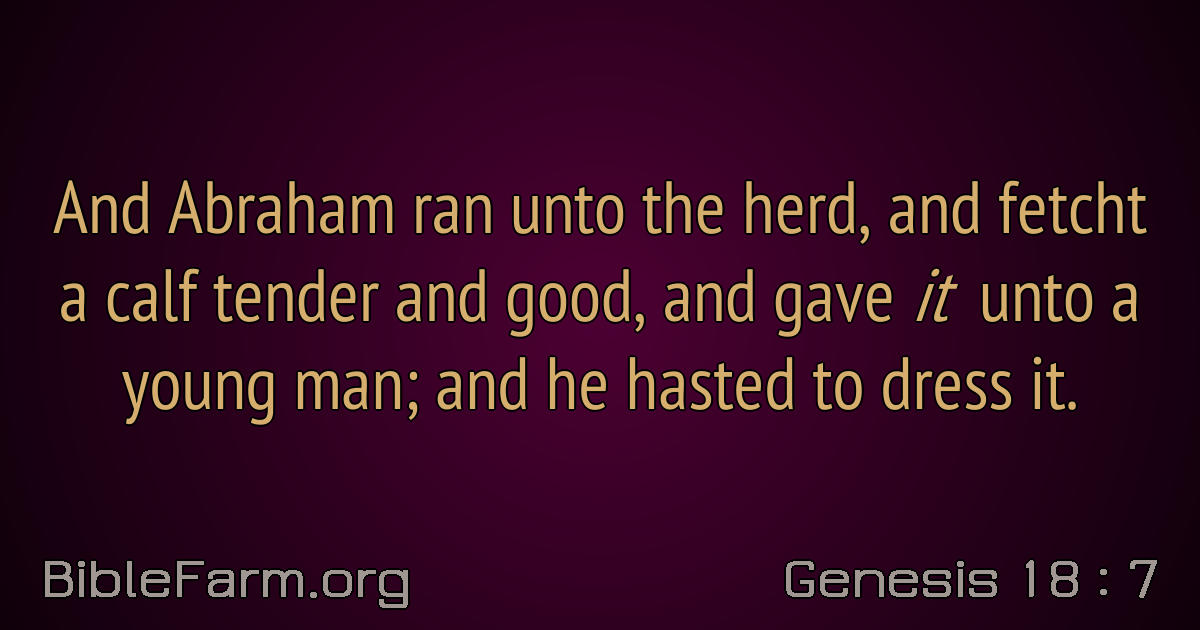 And Abraham ran unto the herd, and fetcht
a calf tender and good, and gave it unto a
young man; and he hasted to dress it.
BibleFarm.org
Genesis 18 : 7